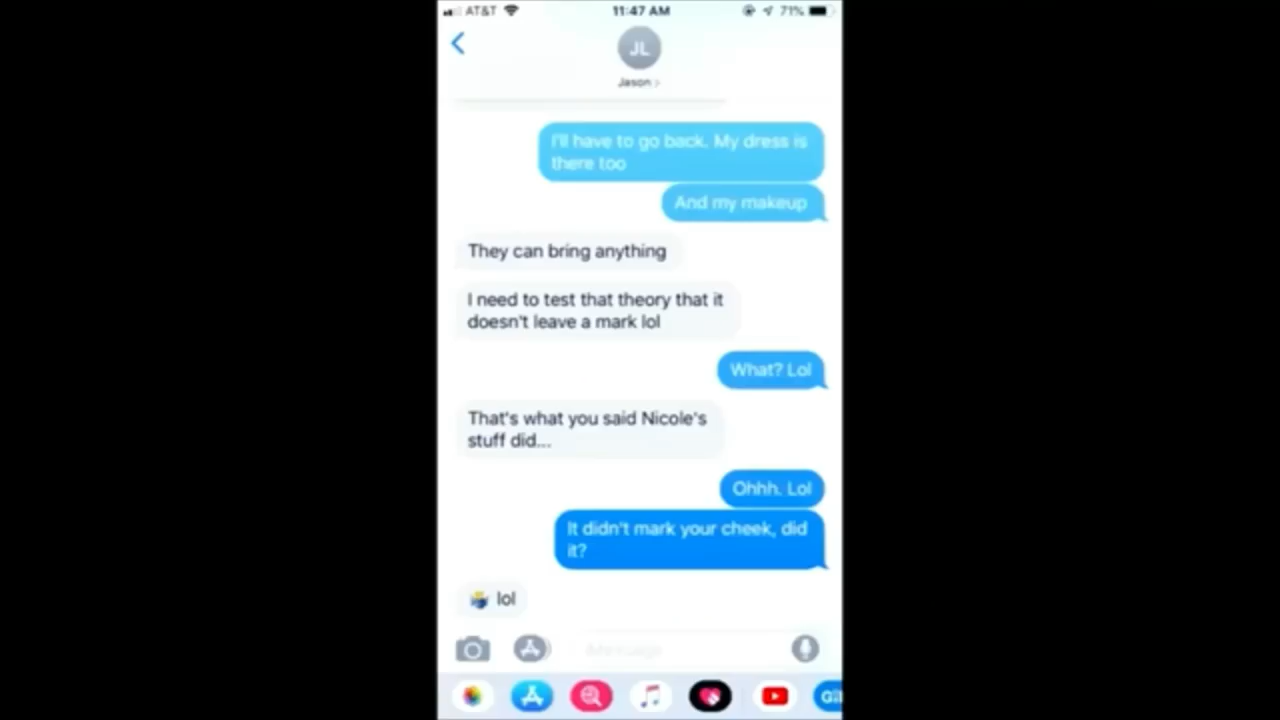 AT&T 11:47 AM 71%
JL
Jason
I'll have to go back. My dress is
there too
And my makeup
They can bring anything
I need to test that theory that it
doesn't leave a mark lol
What? Lol
That's what you said Nicole's
stuff did...
Ohhh. Lol
It didn't mark your cheek, did
it?
lol
iMessage